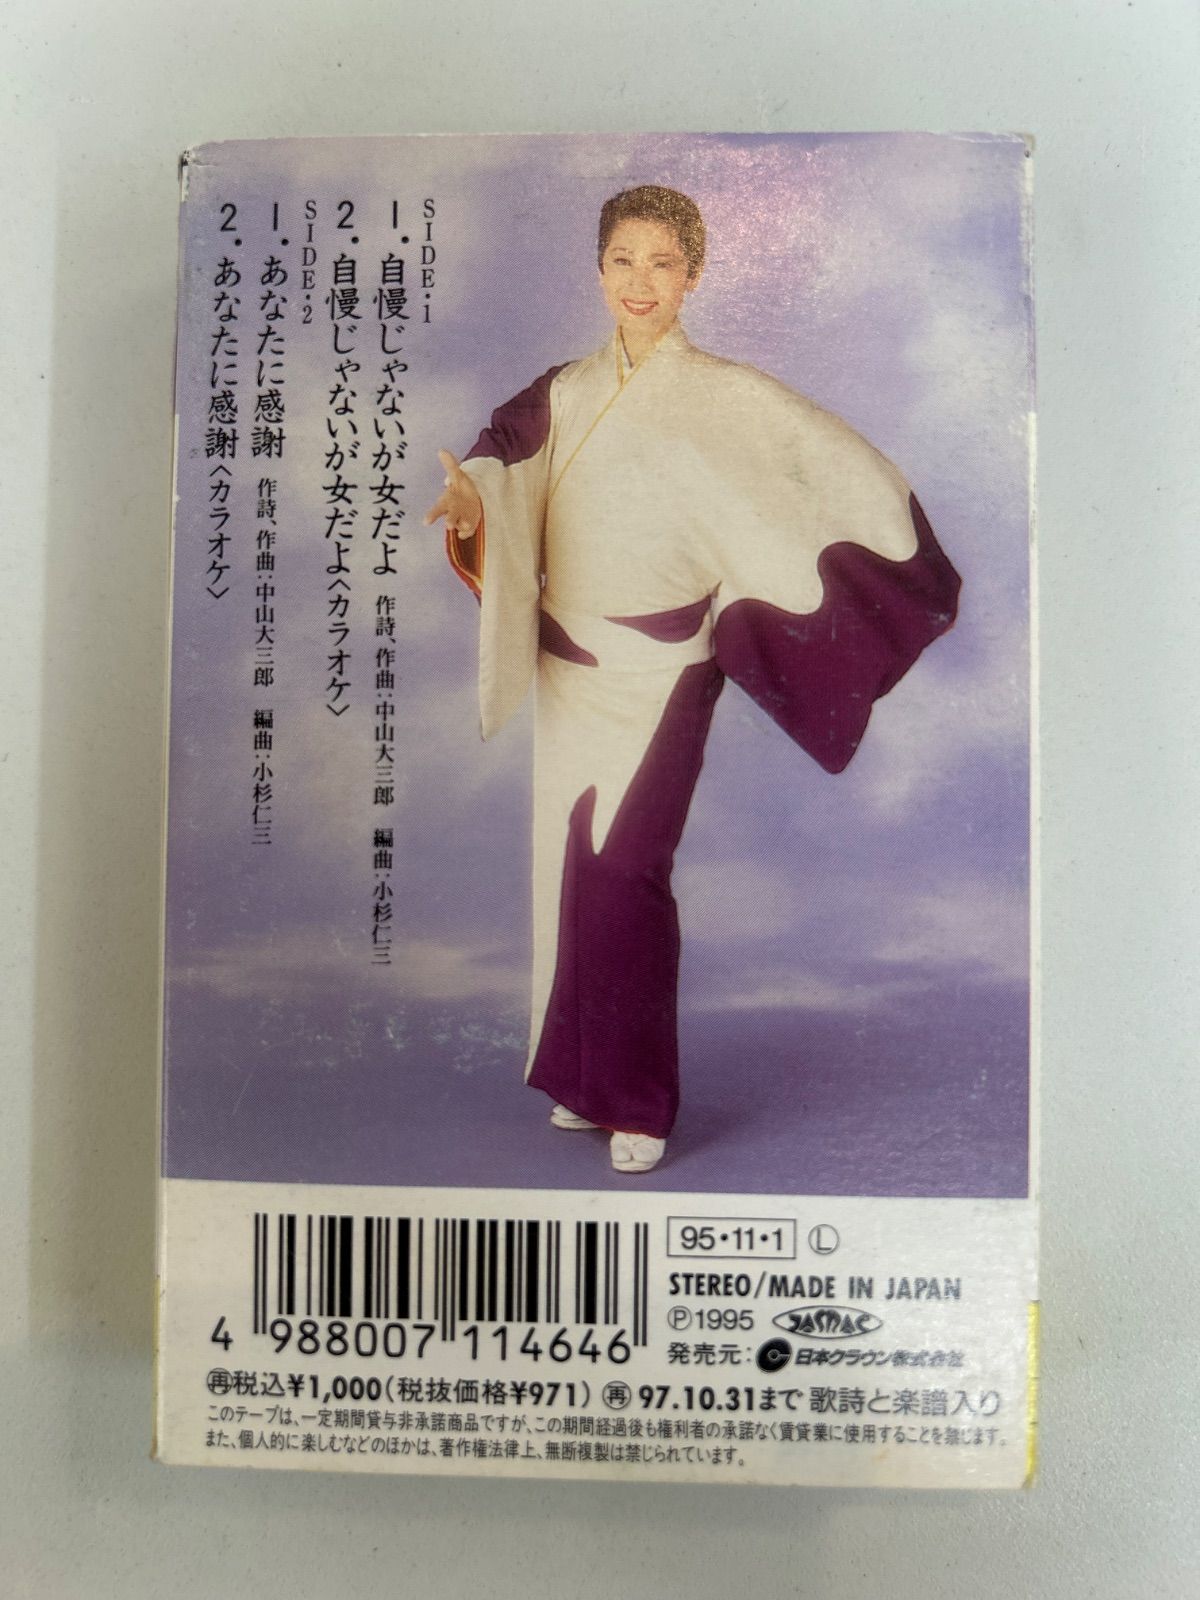 SIDE・1
1．自慢じゃないが女だよ 作詩、作曲：中山大三郎 編曲：小杉仁三
2．自慢じゃないが女だよ〈カラオケ〉
SIDE・2
1．あなたに感謝 作詩、作曲：中山大三郎 編曲：小杉仁三
2．あなたに感謝〈カラオケ〉
95・11・1 Ⓛ
STEREO/MADE IN JAPAN
Ⓟ1995 JASRAC
発売元：日本クラウン株式会社
4 988007 114646
再税込¥1,000(税抜価格¥971) 再97.10.31まで 歌詩と楽譜入り
このテープは、一定期間貸与非承諾商品ですが、この期間経過後も権利者の承諾なく賃貸業に使用することを禁じます。
また、個人的に楽しむなどのほかは、著作権法律上、無断複製は禁じられています。